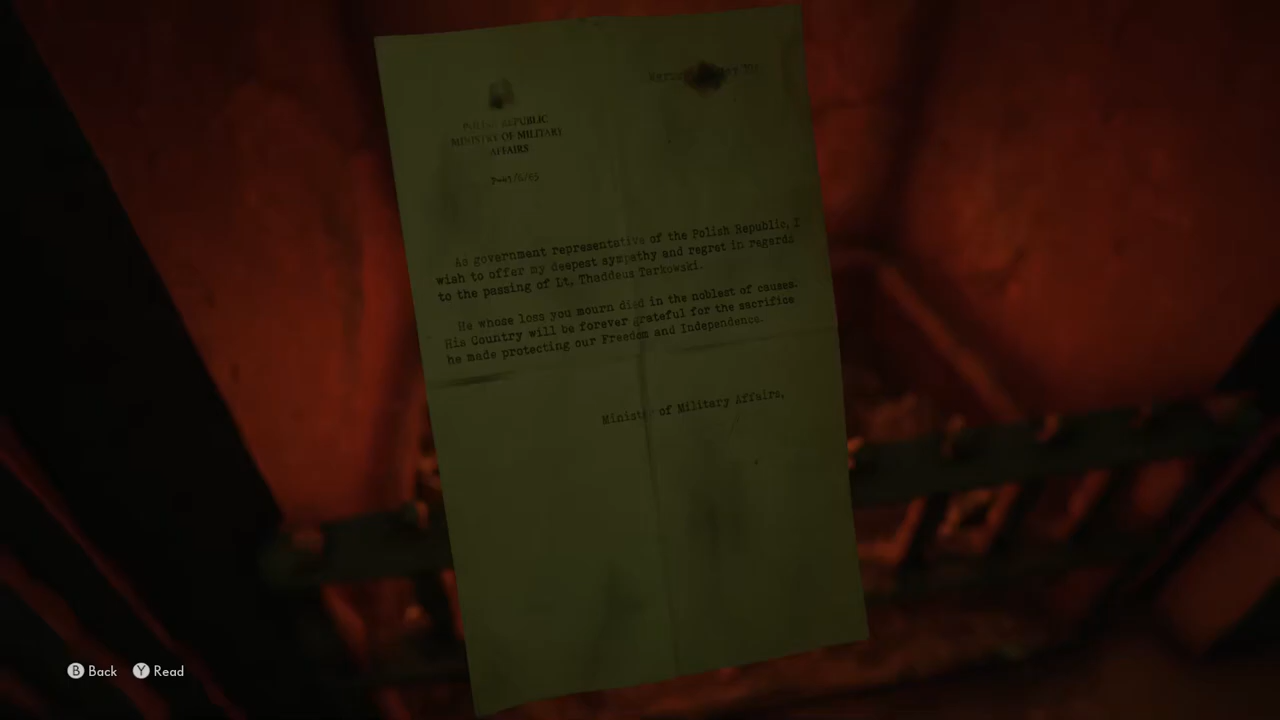 REPUBLIC
MINISTRY OF MILITARY
AFFAIRS
As government representative of the Polish Republic, I
wish to offer my deepest sympathy and regret in regards
to the passing of Lt. Thaddeus Tarkowski.
He whose loss you mourn died in the noblest of causes.
His Country will be forever grateful for the sacrifice
he made protecting our Freedom and Independence.
Minister of Military Affairs,
B Back Y Read